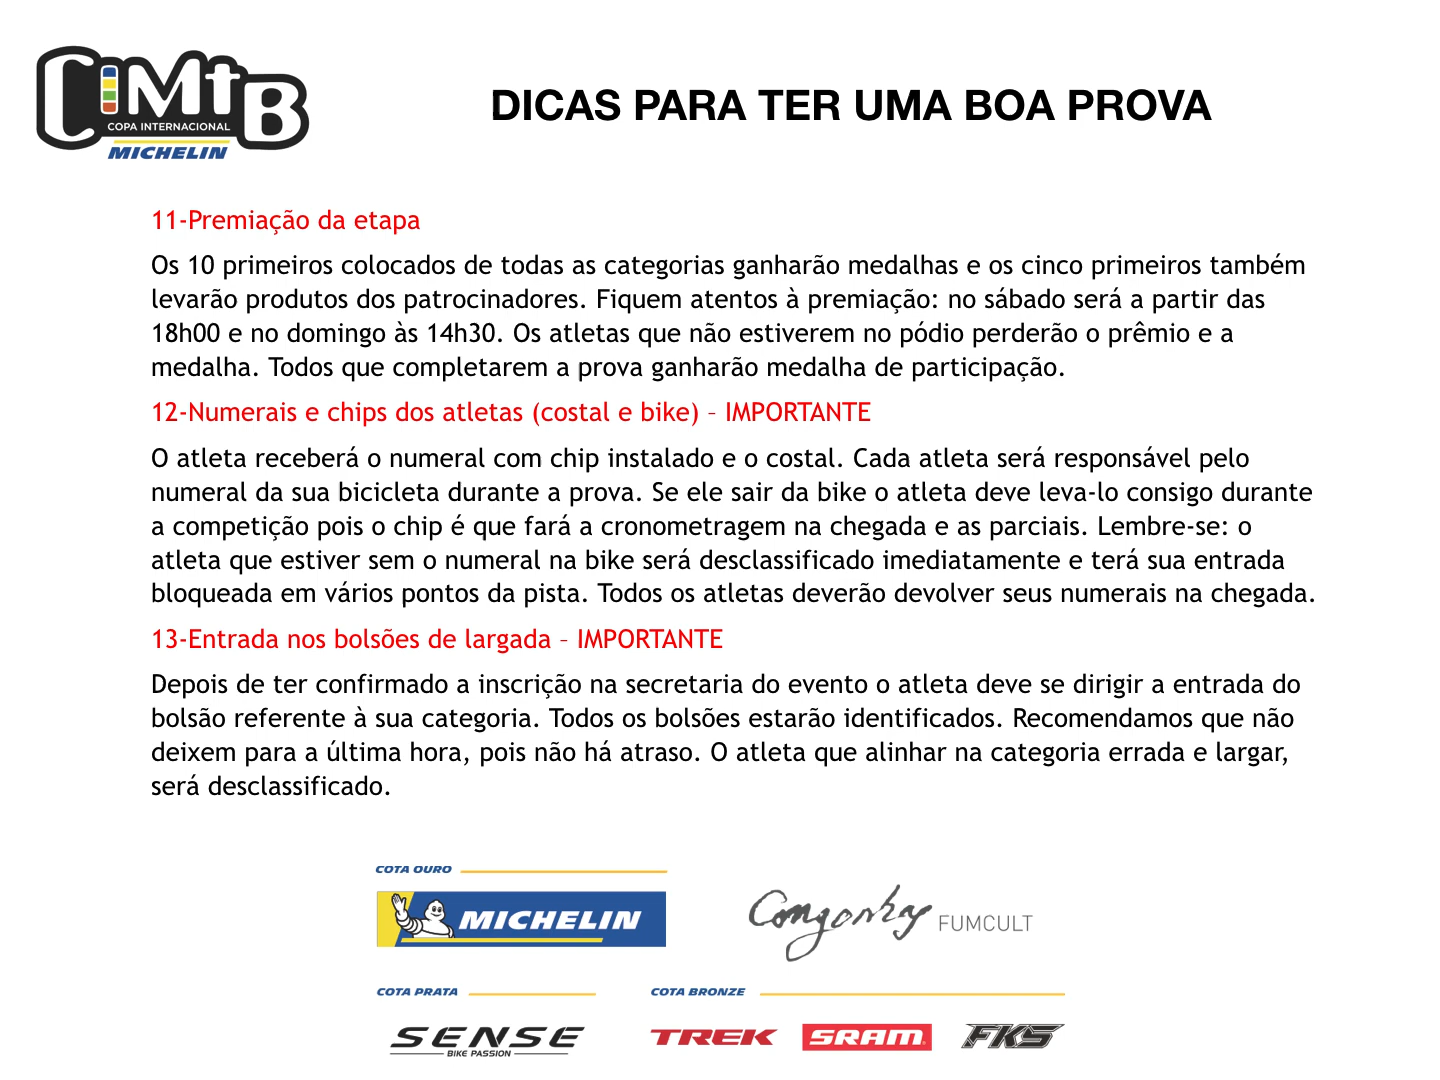 CiMtB
COPA INTERNACIONAL
MICHELIN
DICAS PARA TER UMA BOA PROVA
11-Premiação da etapa
Os 10 primeiros colocados de todas as categorias ganharão medalhas e os cinco primeiros também
levarão produtos dos patrocinadores. Fiquem atentos à premiação: no sábado será a partir das
18h00 e no domingo às 14h30. Os atletas que não estiverem no pódio perderão o prêmio e a
medalha. Todos que completarem a prova ganharão medalha de participação.
12-Numerais e chips dos atletas (costal e bike) – IMPORTANTE
O atleta receberá o numeral com chip instalado e o costal. Cada atleta será responsável pelo
numeral da sua bicicleta durante a prova. Se ele sair da bike o atleta deve leva-lo consigo durante
a competição pois o chip é que fará a cronometragem na chegada e as parciais. Lembre-se: o
atleta que estiver sem o numeral na bike será desclassificado imediatamente e terá sua entrada
bloqueada em vários pontos da pista. Todos os atletas deverão devolver seus numerais na chegada.
13-Entrada nos bolsões de largada – IMPORTANTE
Depois de ter confirmado a inscrição na secretaria do evento o atleta deve se dirigir a entrada do
bolsão referente à sua categoria. Todos os bolsões estarão identificados. Recomendamos que não
deixem para a última hora, pois não há atraso. O atleta que alinhar na categoria errada e largar,
será desclassificado.
COTA OURO
MICHELIN
Congonhas FUMCULT
COTA PRATA
COTA BRONZE
SENSE
BIKE PASSION
TREK
SRAM
FKS